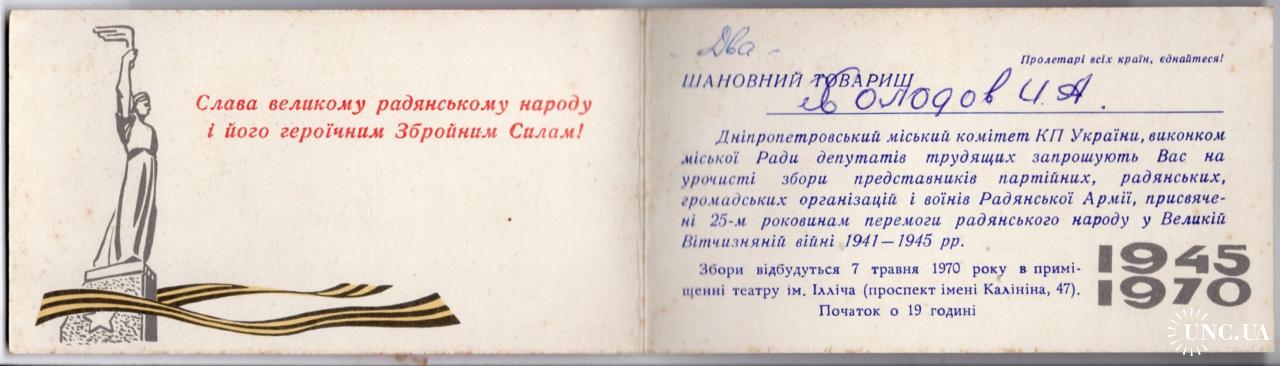 Слава великому радянському народу
і його героїчним Збройним Силам!
Два -
Пролетарі всіх країн, єднайтеся!
ШАНОВНИЙ ТОВАРИШ
Володов И. А.
Дніпропетровський міський комітет КП України, виконком
міської Ради депутатів трудящих запрошують Вас на
урочисті збори представників партійних, радянських,
громадських організацій і воїнів Радянської Армії, присвяче-
ні 25-м роковинам перемоги радянського народу у Великій
Вітчизняній війні 1941—1945 рр.
Збори відбудуться 7 травня 1970 року в примі-
щенні театру ім. Ілліча (проспект імені Калініна, 47).
Початок о 19 годині
1945
1970
UNC.UA